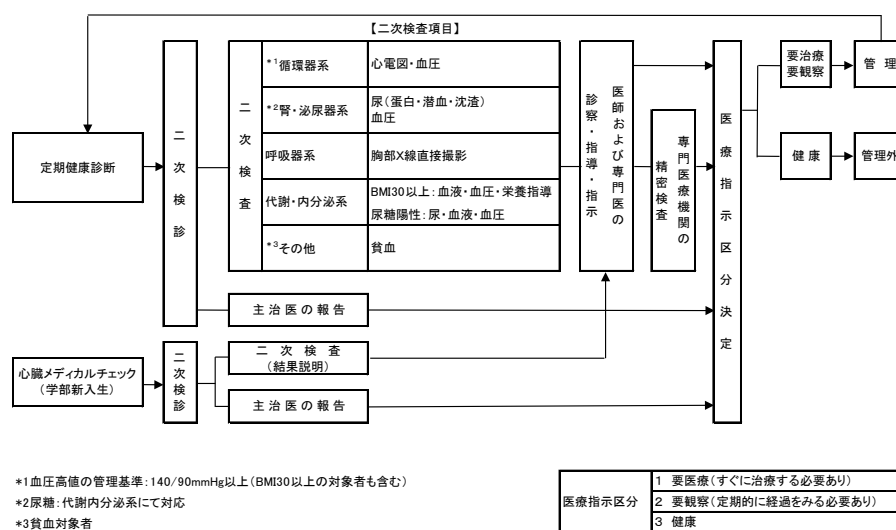 【二次検査項目】
定期健康診断
二次検診
二次検査
*1循環器系
心電図・血圧
*2腎・泌尿器系
尿(蛋白・潜血・沈渣)
血圧
呼吸器系
胸部X線直接撮影
代謝・内分泌系
BMI30以上:血液・血圧・栄養指導
尿糖陽性:尿・血液・血圧
*3その他
貧血
医師および専門医の
診察・指導・指示
専門医療機関の
精密検査
医療指示区分決定
要治療
要観察
管理
健康
管理外
主治医の報告
心臓メディカルチェック
(学部新入生)
二次検診
二次検査
(結果説明)
主治医の報告
*1血圧高値の管理基準:140/90mmHg以上(BMI30以上の対象者も含む)
*2尿糖:代謝内分泌系にて対応
*3貧血対象者
医療指示区分
1 要医療(すぐに治療する必要あり)
2 要観察(定期的に経過をみる必要あり)
3 健康